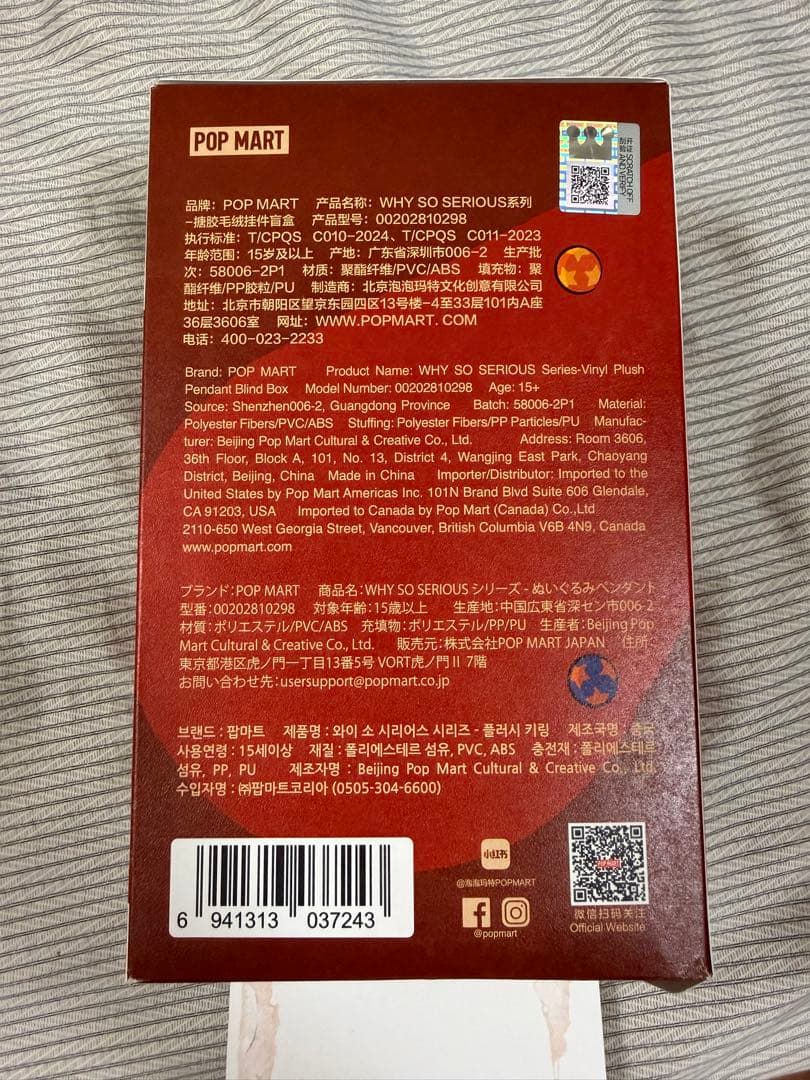 POP MART
刮开验证
SCRATCH OFF
AND VERIFY
品牌：POP MART 产品名称：WHY SO SERIOUS系列
-搪胶毛绒挂件盲盒 产品型号：00202810298
执行标准：T/CPQS C010-2024、T/CPQS C011-2023
年龄范围：15岁及以上 产地：广东省深圳市006-2 生产批
次：58006-2P1 材质：聚酯纤维/PVC/ABS 填充物：聚
酯纤维/PP胶粒/PU 制造商：北京泡泡玛特文化创意有限公司
地址：北京市朝阳区望京东园四区13号楼-4至33层101内A座
36层3606室 网址：WWW.POPMART.COM
电话：400-023-2233
Brand: POP MART Product Name: WHY SO SERIOUS Series-Vinyl Plush
Pendant Blind Box Model Number: 00202810298 Age: 15+
Source: Shenzhen006-2, Guangdong Province Batch: 58006-2P1 Material:
Polyester Fibers/PVC/ABS Stuffing: Polyester Fibers/PP Particles/PU Manufac-
turer: Beijing Pop Mart Cultural & Creative Co., Ltd. Address: Room 3606,
36th Floor, Block A, 101, No. 13, District 4, Wangjing East Park, Chaoyang
District, Beijing, China Made in China Importer/Distributor: Imported to the
United States by Pop Mart Americas Inc. 101N Brand Blvd Suite 606 Glendale,
CA 91203, USA Imported to Canada by Pop Mart (Canada) Co.,Ltd
2110-650 West Georgia Street, Vancouver, British Columbia V6B 4N9, Canada
www.popmart.com
ブランド：POP MART 商品名：WHY SO SERIOUS シリーズ - ぬいぐるみペンダント
型番：00202810298 対象年齢：15歳以上 生産地：中国広東省深セン市006-2
材質：ポリエステル/PVC/ABS 充填物：ポリエステル/PP/PU 生産者：Beijing Pop
Mart Cultural & Creative Co., Ltd. 販売元：株式会社POP MART JAPAN 住所：
東京都港区虎ノ門一丁目13番5号 VORT虎ノ門Ⅱ 7階
お問い合わせ先：usersupport@popmart.co.jp
브랜드 : 팝마트 제품명 : 와이 소 시리어스 시리즈 - 플러시 키링 제조국명 : 중국
사용연령 : 15세이상 재질 : 폴리에스테르 섬유, PVC, ABS 충전재 : 폴리에스테르
섬유, PP, PU 제조자명 : Beijing Pop Mart Cultural & Creative Co., Ltd.
수입자명 : ㈜팝마트코리아 (0505-304-6600)
6 941313 037243
小红书
@泡泡玛特POPMART
@popmart
POP MART
微信扫码关注
Official Website